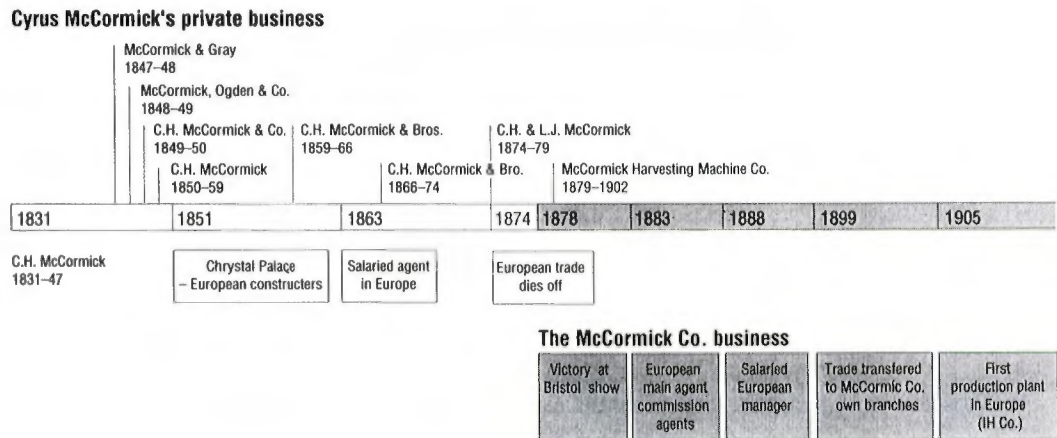 Cyrus McCormick's private business
McCormick & Gray
1847–48
McCormick, Ogden & Co.
1848–49
C.H. McCormick & Co.
1849–50
C.H. McCormick & Bros.
1859–66
C.H. & L.J. McCormick
1874–79
C.H. McCormick
1850–59
C.H. McCormick & Bro.
1866–74
McCormick Harvesting Machine Co.
1879–1902
1831 1851 1863 1874 1878 1883 1888 1899 1905
C.H. McCormick
1831–47
Chrystal Palace
– European constructers
Salaried agent
in Europe
European trade
dies off
The McCormick Co. business
Victory at
Bristol show
European
main agent
commission
agents
Salaried
European
manager
Trade transfered
to McCormic Co.
own branches
First
production plant
in Europe
(IH Co.)